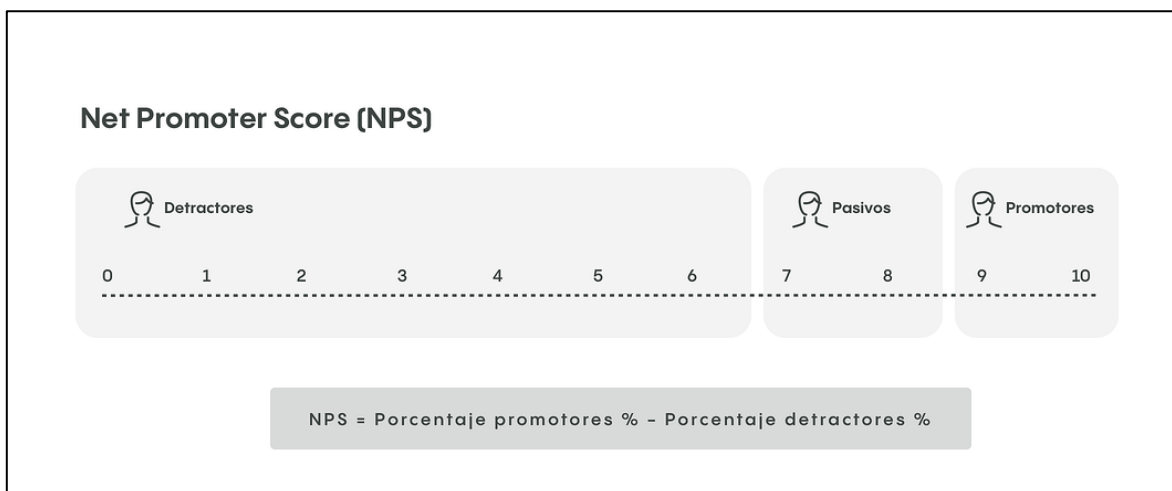 Net Promoter Score (NPS)
Detractores
Pasivos
Promotores
0 1 2 3 4 5 6 7 8 9 10
NPS = Porcentaje promotores % - Porcentaje detractores %